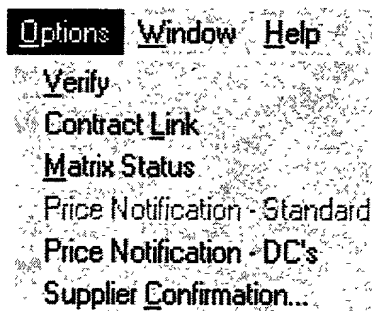 Options Window Help
Verify
Contract Link
Matrix Status
Price Notification - Standard
Price Notification - DC's
Supplier Confirmation...